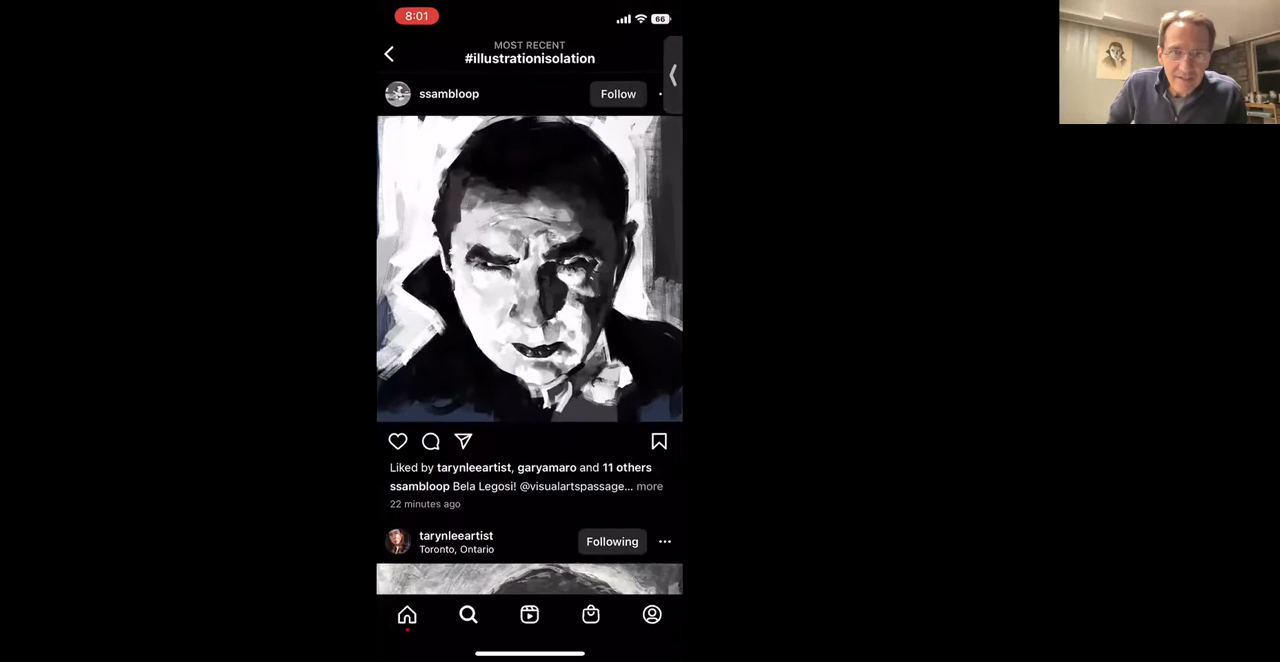 8:01
66
MOST RECENT
#illustrationisolation
ssambloop
Follow
Liked by tarynleeartist, garyamaro and 11 others
ssambloop Bela Legosi! @visualartspassage... more
22 minutes ago
tarynleeartist
Following
Toronto, Ontario